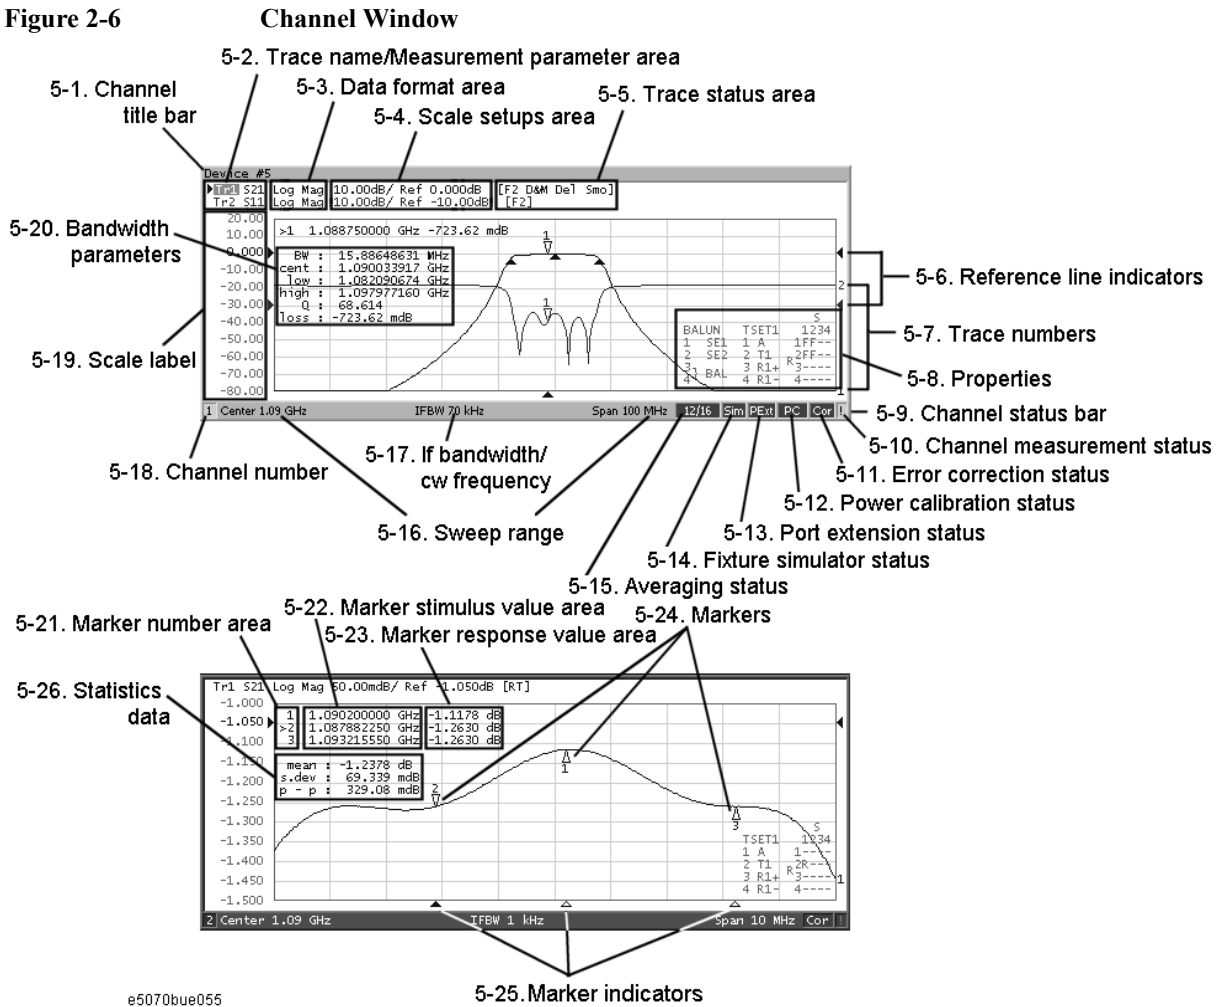 Figure 2-6 Channel Window
5-2. Trace name/Measurement parameter area
5-1. Channel
title bar
5-3. Data format area
5-5. Trace status area
5-4. Scale setups area
Device #5
Tr1 S21 Log Mag 10.00dB/ Ref 0.000dB [F2 D&M Del Smo]
Tr2 S11 Log Mag 10.00dB/ Ref -10.00dB [F2]
5-20. Bandwidth
parameters
20.00
10.00
0.000
-10.00
-20.00
-30.00
-40.00
-50.00
-60.00
-70.00
-80.00
>1 1.088750000 GHz -723.62 mdB
BW : 15.88648631 MHz
cent : 1.090033917 GHz
low : 1.082090674 GHz
high : 1.097977160 GHz
Q : 68.614
loss : -723.62 mdB
1
1
2
1
S
BALUN TSET1 1234
1 SE1 1 A 1FF--
2 SE2 2 T1 R 2FF--
3 BAL 3 R1+ 3----
4 4 R1- 4----
5-6. Reference line indicators
5-7. Trace numbers
5-8. Properties
5-19. Scale label
1 Center 1.09 GHz IFBW 70 kHz Span 100 MHz 12/16 Sim PExt PC Cor !
5-9. Channel status bar
5-10. Channel measurement status
5-11. Error correction status
5-12. Power calibration status
5-13. Port extension status
5-14. Fixture simulator status
5-15. Averaging status
5-18. Channel number
5-17. If bandwidth/
cw frequency
5-16. Sweep range
5-22. Marker stimulus value area
5-24. Markers
5-21. Marker number area
5-23. Marker response value area
5-26. Statistics
data
Tr1 S21 Log Mag 50.00mdB/ Ref -1.050dB [RT]
-1.000
-1.050
-1.100
-1.150
-1.200
-1.250
-1.300
-1.350
-1.400
-1.450
-1.500
1 1.090200000 GHz -1.1178 dB
>2 1.087882250 GHz -1.2630 dB
3 1.093215550 GHz -1.2630 dB
mean : -1.2378 dB
s.dev : 69.339 mdB
p - p : 329.08 mdB
2
1
3
1
S
TSET1 1234
1 A 1----
2 T1 R 2R---
3 R1+ 3----
4 R1- 4----
2 Center 1.09 GHz IFBW 1 kHz Span 10 MHz Cor !
5-25.Marker indicators
e5070bue055